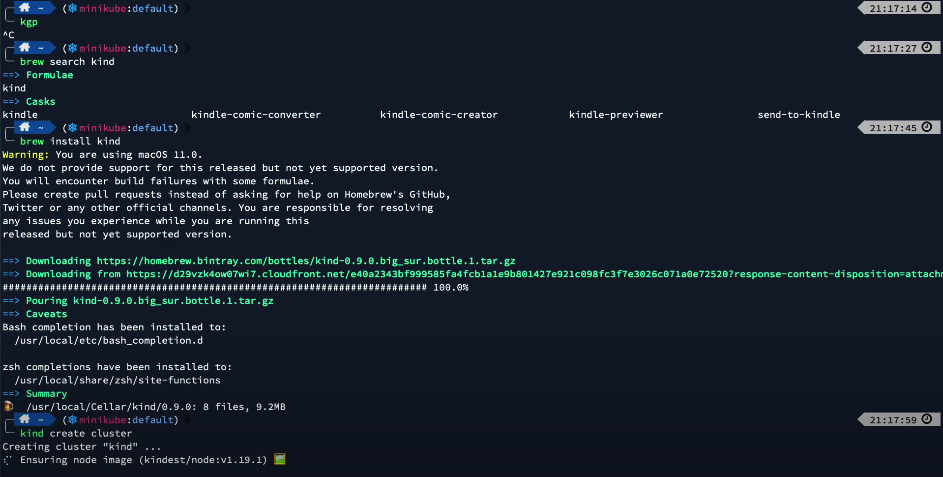 ~ (⎈minikube:default) 21:17:14
kgp
^C
~ (⎈minikube:default) 21:17:27
brew search kind
==> Formulae
kind
==> Casks
kindle kindle-comic-converter kindle-comic-creator kindle-previewer send-to-kindle
~ (⎈minikube:default) 21:17:45
brew install kind
Warning: You are using macOS 11.0.
We do not provide support for this released but not yet supported version.
You will encounter build failures with some formulae.
Please create pull requests instead of asking for help on Homebrew's GitHub,
Twitter or any other official channels. You are responsible for resolving
any issues you experience while you are running this
released but not yet supported version.
==> Downloading https://homebrew.bintray.com/bottles/kind-0.9.0.big_sur.bottle.1.tar.gz
==> Downloading from https://d29vzk4ow07wi7.cloudfront.net/e40a2343bf999585fa4fcb1a1e9b801427e921c098fc3f7e3026c071a0e72520?response-content-disposition=attachm
######################################################################## 100.0%
==> Pouring kind-0.9.0.big_sur.bottle.1.tar.gz
==> Caveats
Bash completion has been installed to:
/usr/local/etc/bash_completion.d
zsh completions have been installed to:
/usr/local/share/zsh/site-functions
==> Summary
🍺 /usr/local/Cellar/kind/0.9.0: 8 files, 9.2MB
~ (⎈minikube:default) 21:17:59
kind create cluster
Creating cluster "kind" ...
Ensuring node image (kindest/node:v1.19.1) 🖼